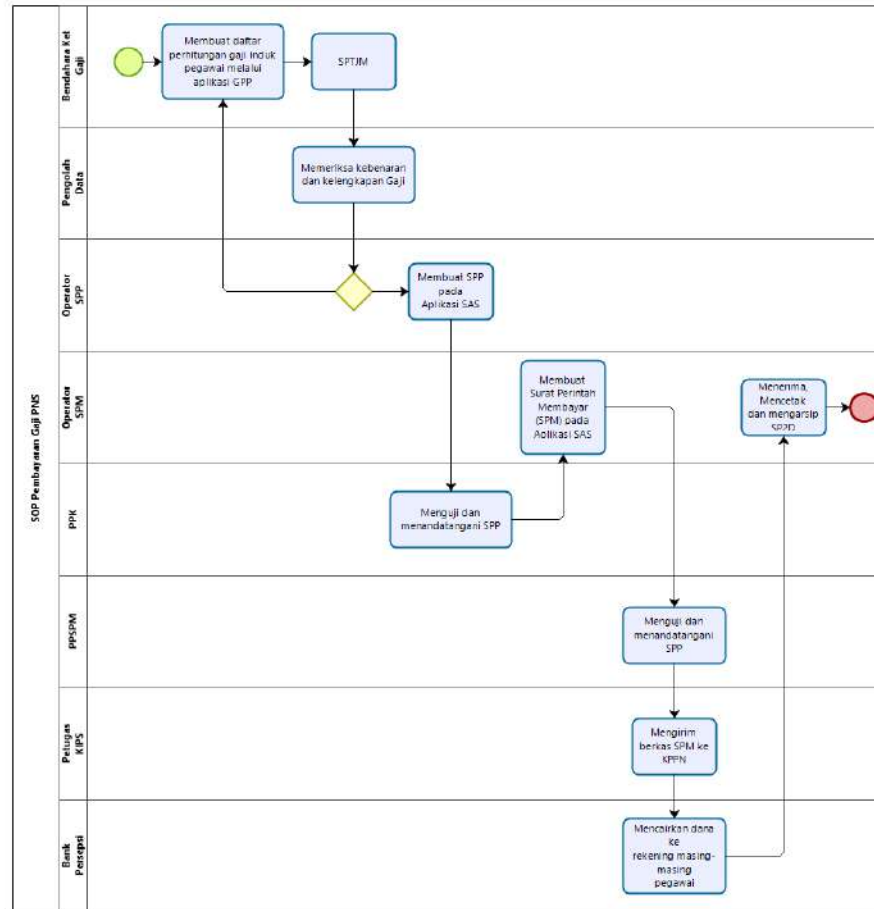 SOP Pembayaran Gaji PNS
Bendahara Kel
Gaji
Membuat daftar
perhitungan gaji induk
pegawai melalui
aplikasi GPP
SPTJM
Pengolah
Data
Memeriksa kebenaran
dan kelengkapan Gaji
Operator
SPP
Membuat SPP
pada
Aplikasi SAS
Operator
SPM
Membuat
Surat Perintah
Membayar
(SPM) pada
Aplikasi SAS
Menerima,
Mencetak
dan mengarsip
SP2D
PPK
Menguji dan
menandatangani SPP
PPSPM
Menguji dan
menandatangani
SPP
Petugas
KIPS
Mengirim
berkas SPM ke
KPPN
Bank
Persepsi
Mencairkan dana
ke
rekening masing-
masing
pegawai